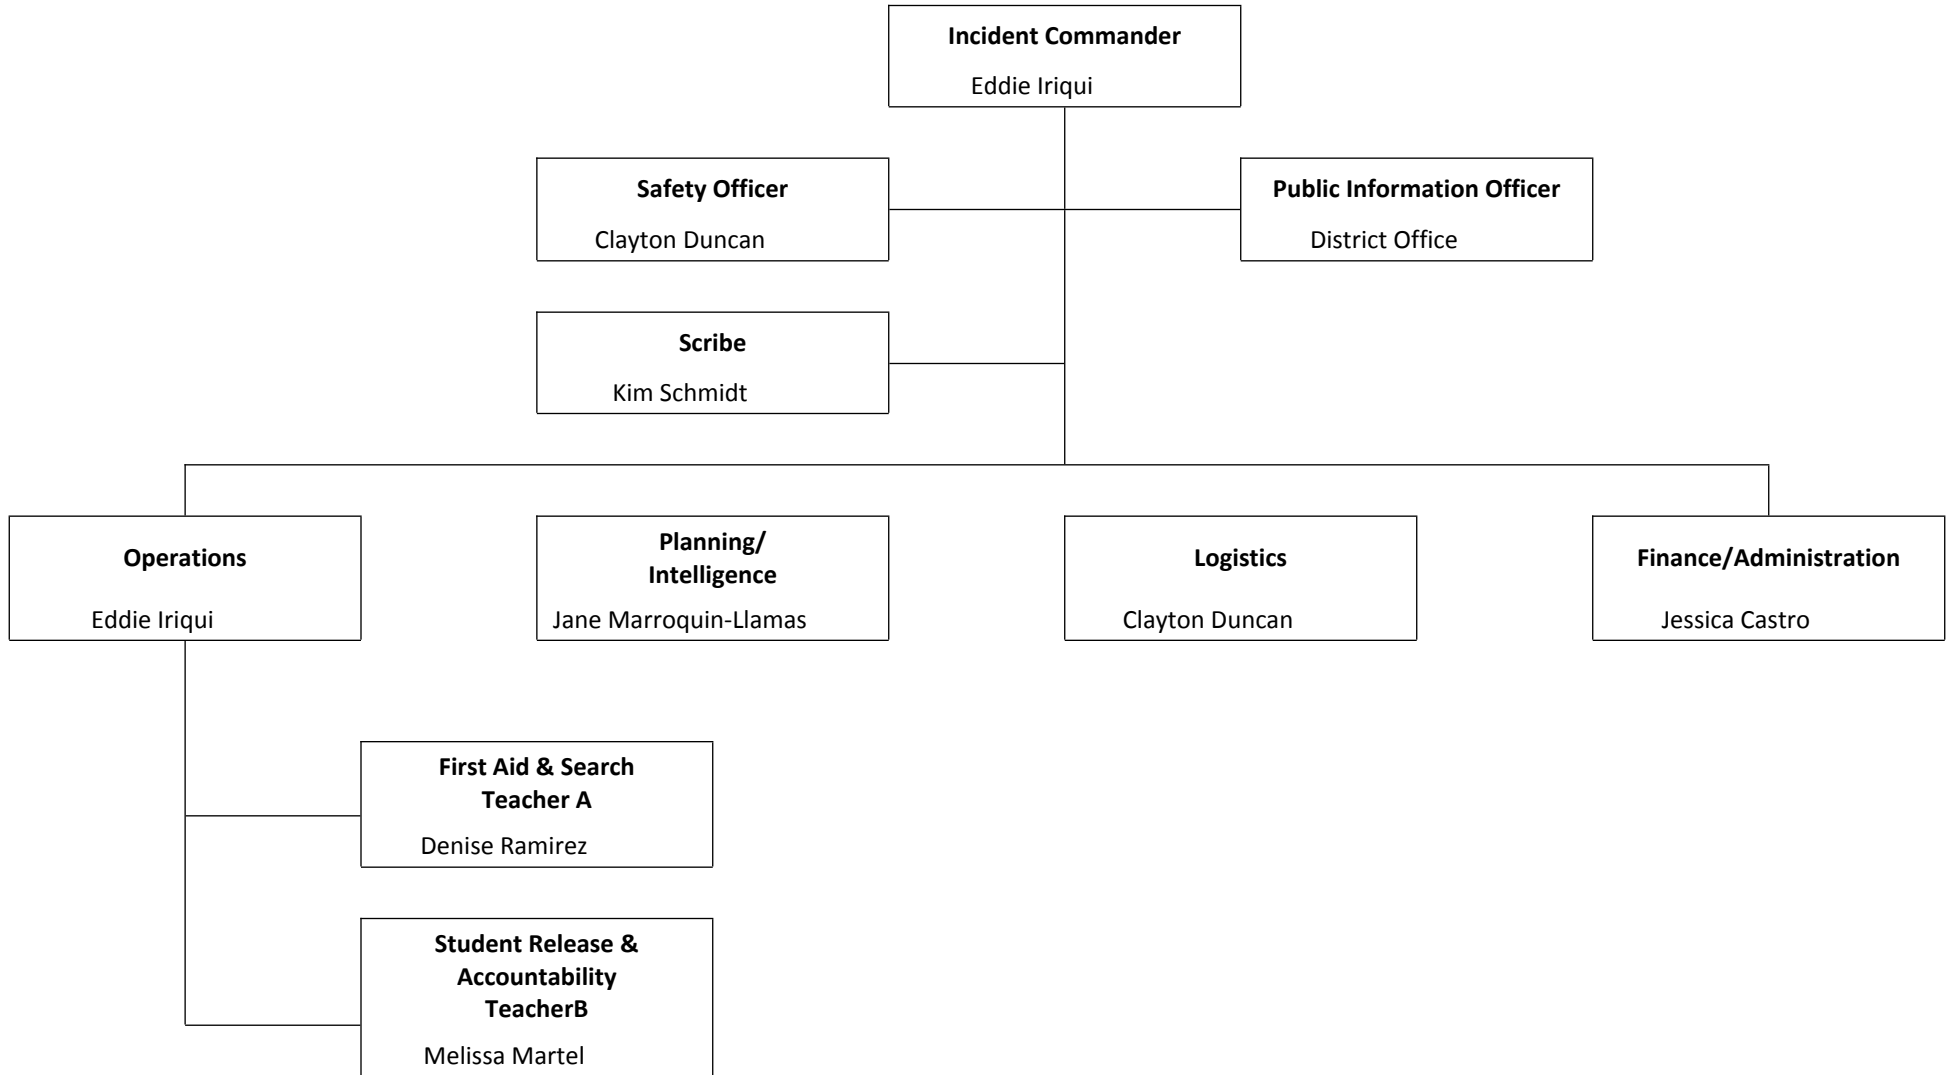 Incident Commander
Eddie Iriqui
Safety Officer
Clayton Duncan
Public Information Officer
District Office
Scribe
Kim Schmidt
Operations
Eddie Iriqui
Planning/
Intelligence
Jane Marroquin-Llamas
Logistics
Clayton Duncan
Finance/Administration
Jessica Castro
First Aid & Search
Teacher A
Denise Ramirez
Student Release &
Accountability
TeacherB
Melissa Martel